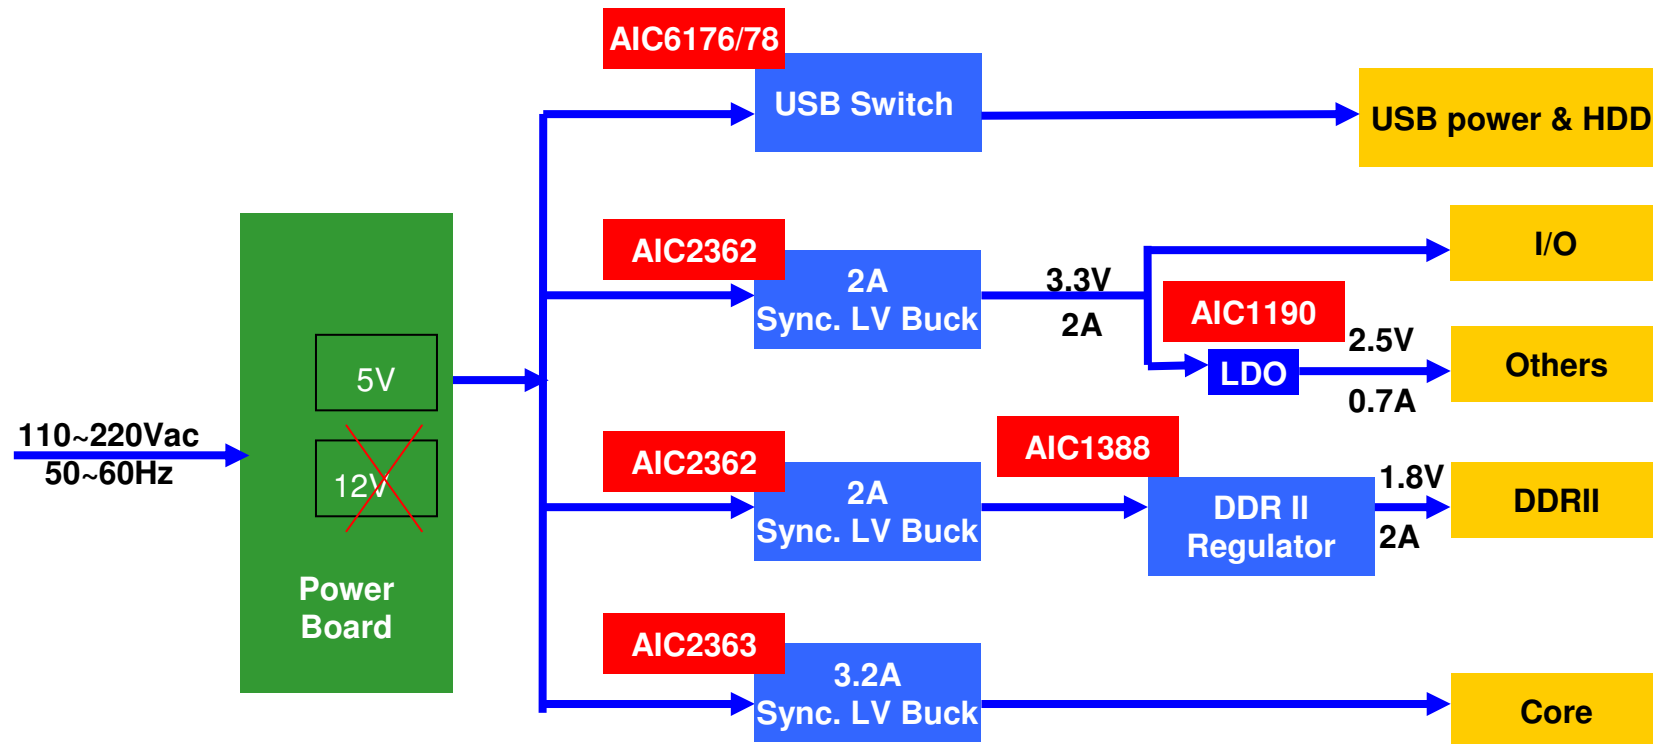 AIC6176/78
USB Switch
USB power & HDD
AIC2362
2A
Sync. LV Buck
3.3V
2A
I/O
AIC1190
LDO
2.5V
0.7A
Others
5V
12V
Power
Board
110~220Vac
50~60Hz
AIC2362
2A
Sync. LV Buck
AIC1388
DDR II
Regulator
1.8V
2A
DDRII
AIC2363
3.2A
Sync. LV Buck
Core